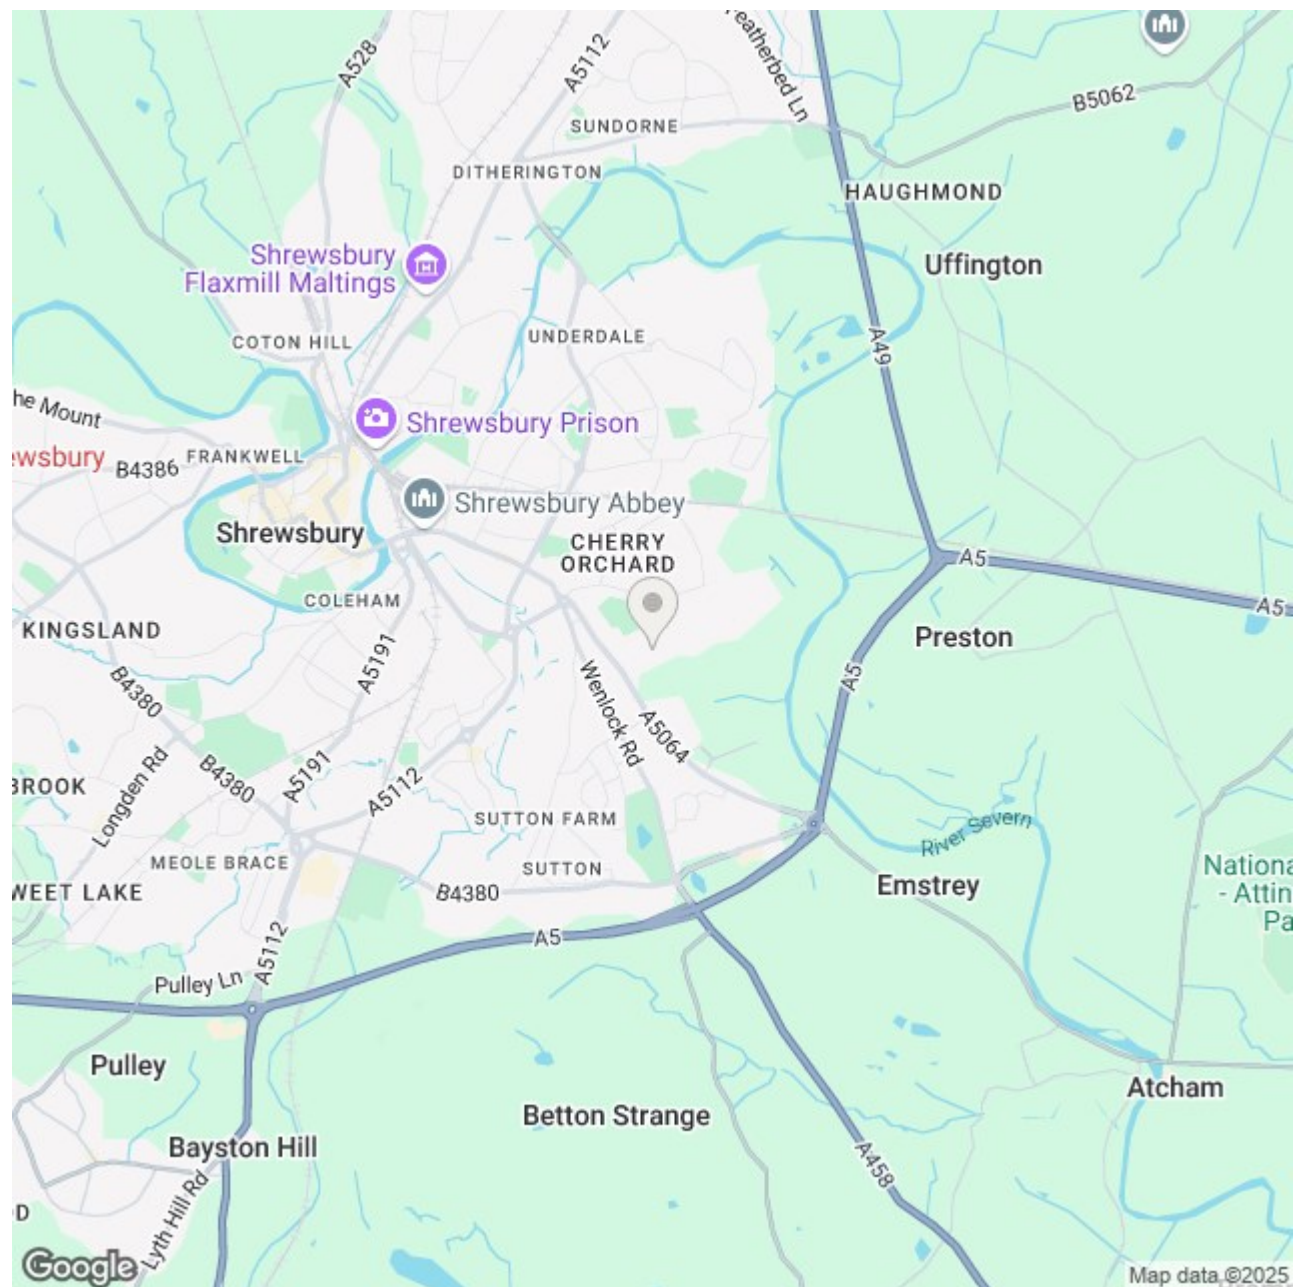 A528
A5112
Featherbed Ln
B5062
SUNDORNE
DITHERINGTON
HAUGHMOND
Shrewsbury
Flaxmill Maltings
Uffington
COTON HILL
UNDERDALE
A49
he Mount
Shrewsbury Prison
ewsbury
B4386
FRANKWELL
Shrewsbury Abbey
Shrewsbury
CHERRY
ORCHARD
A5
COLEHAM
A5
KINGSLAND
Preston
A5191
B4380
A5
Wenlock Rd
A5064
Longden Rd
B4380
A5191
A5112
BROOK
SUTTON FARM
River Severn
MEOLE BRACE
SUTTON
WEET LAKE
B4380
Emstrey
Nationa
- Attin
Pa
A5112
A5
Pulley Ln
Pulley
Atcham
Betton Strange
Bayston Hill
A458
Lyth Hill Rd
D
Google
Map data ©2025